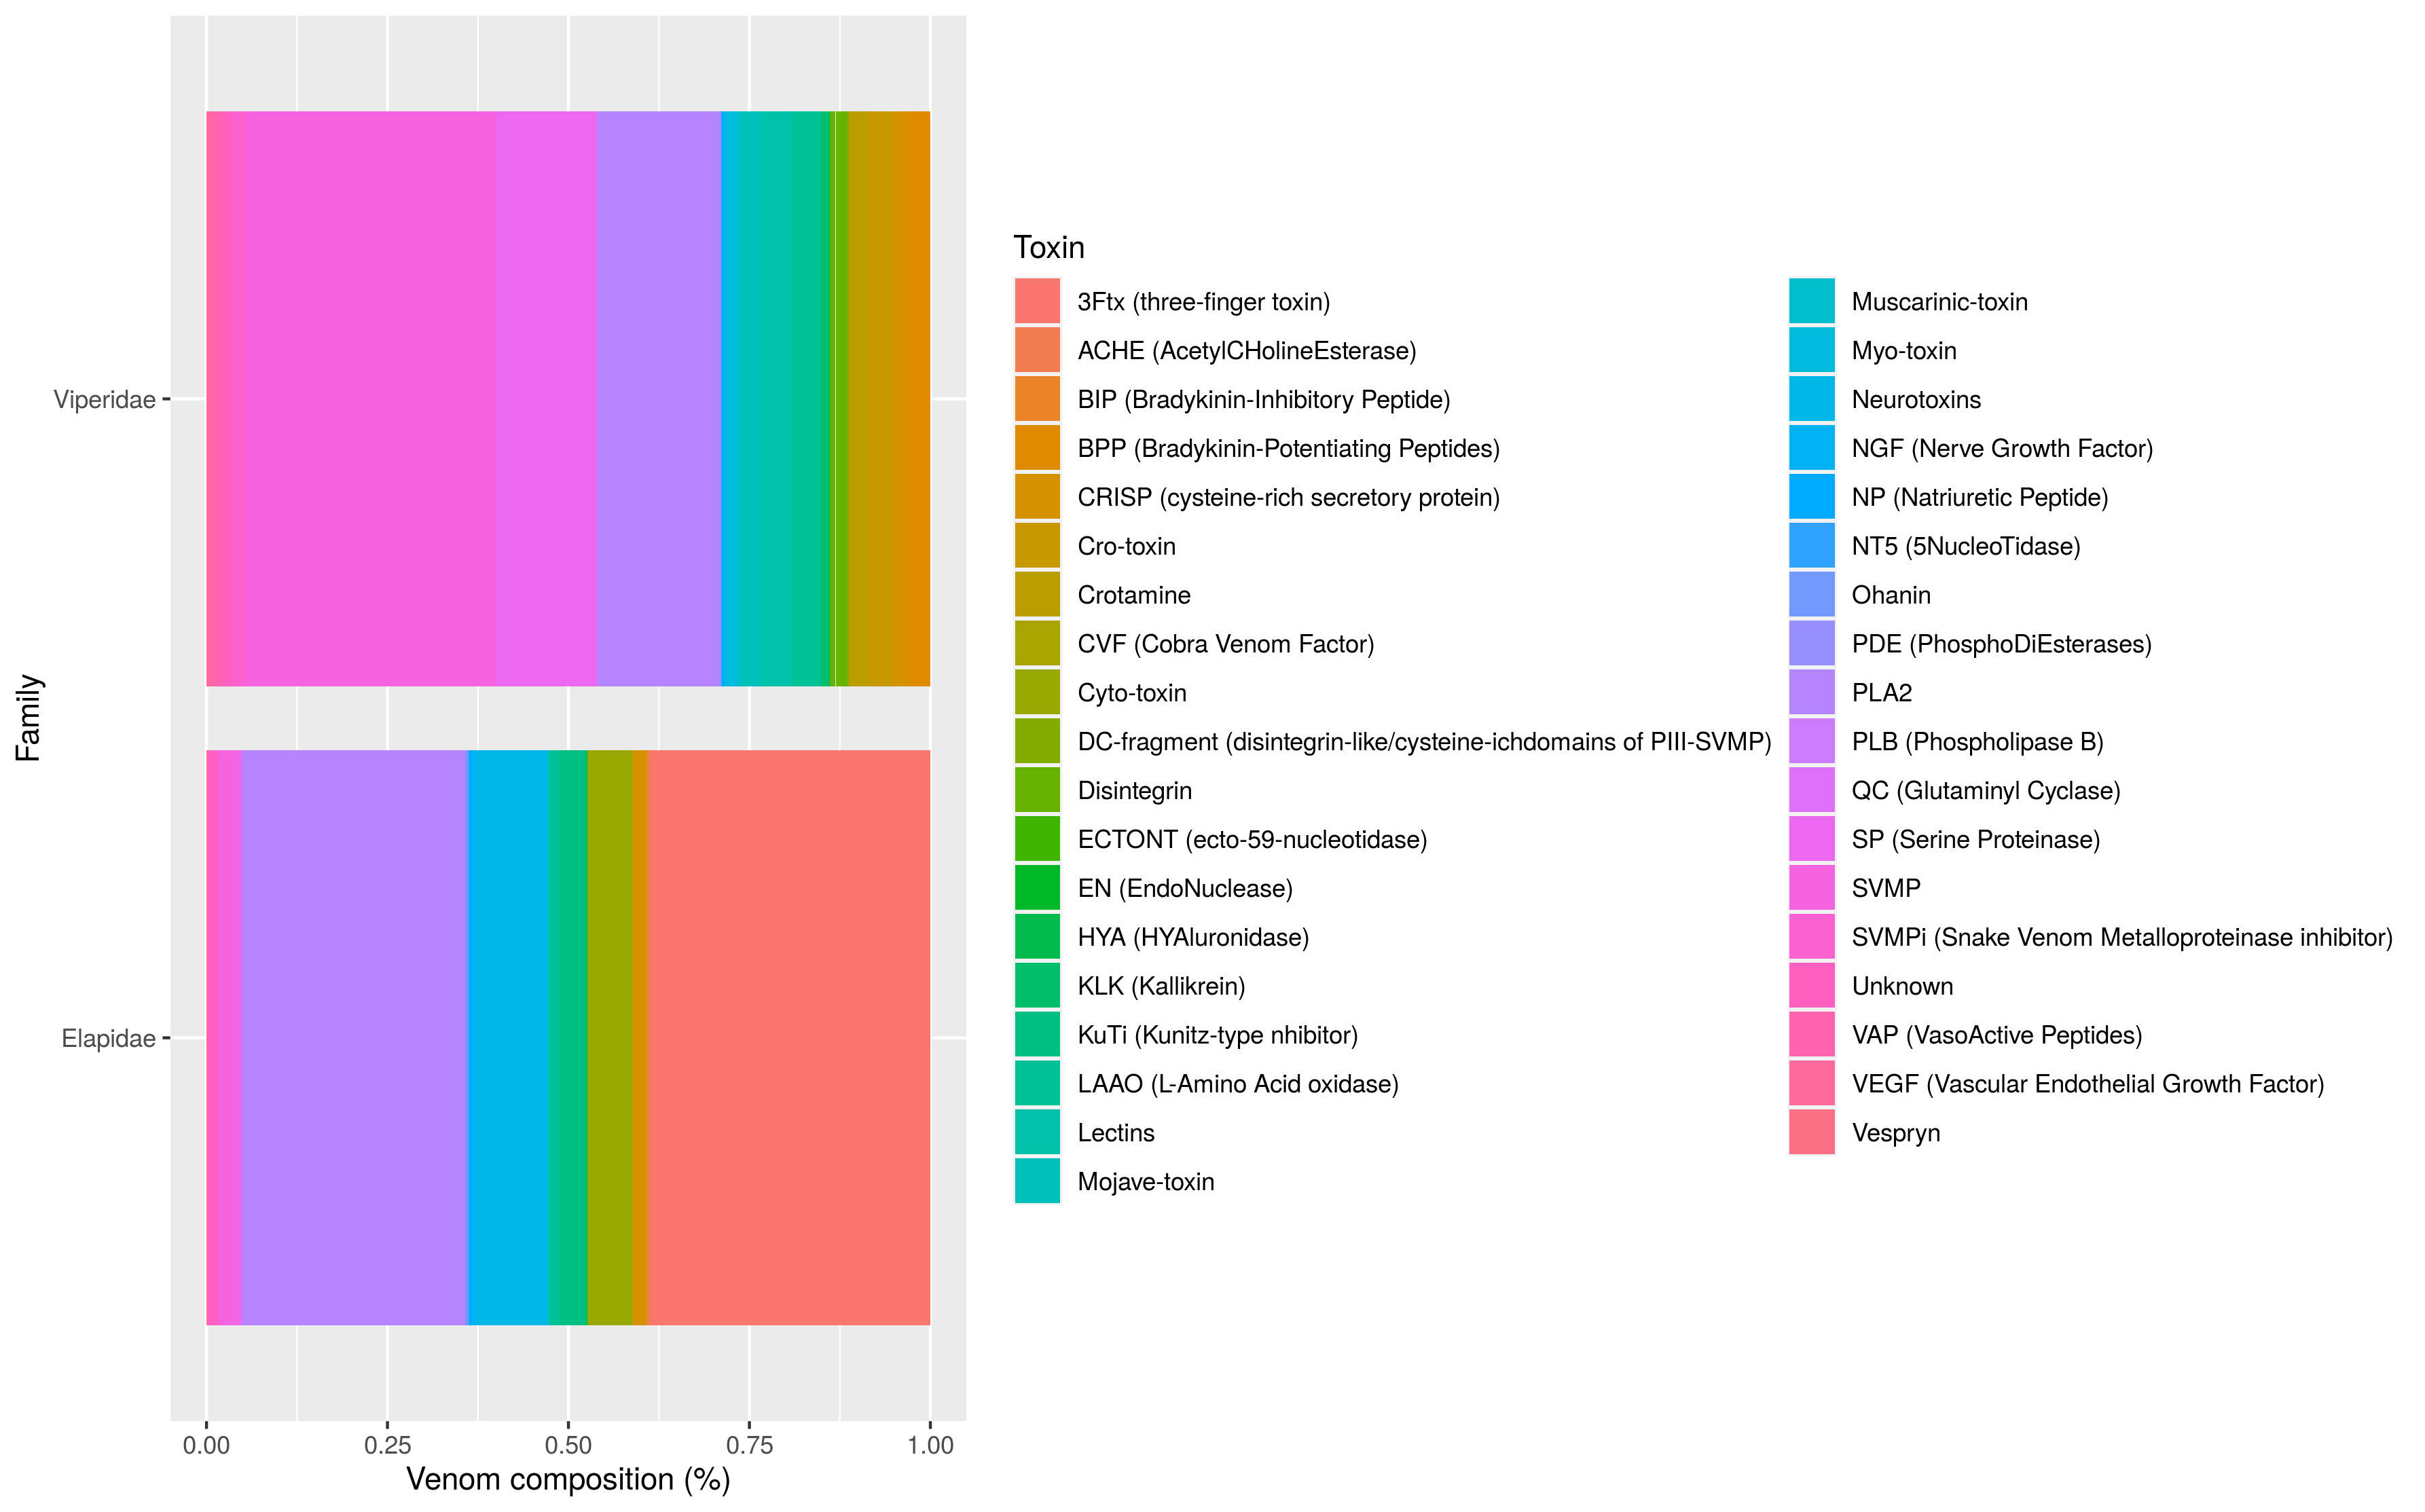 Family
Viperidae
Elapidae
0.00 0.25 0.50 0.75 1.00
Venom composition (%)
Toxin
3Ftx (three-finger toxin)
ACHE (AcetylCHolineEsterase)
BIP (Bradykinin-Inhibitory Peptide)
BPP (Bradykinin-Potentiating Peptides)
CRISP (cysteine-rich secretory protein)
Cro-toxin
Crotamine
CVF (Cobra Venom Factor)
Cyto-toxin
DC-fragment (disintegrin-like/cysteine-ichdomains of PIII-SVMP)
Disintegrin
ECTONT (ecto-59-nucleotidase)
EN (EndoNuclease)
HYA (HYAluronidase)
KLK (Kallikrein)
KuTi (Kunitz-type nhibitor)
LAAO (L-Amino Acid oxidase)
Lectins
Mojave-toxin
Muscarinic-toxin
Myo-toxin
Neurotoxins
NGF (Nerve Growth Factor)
NP (Natriuretic Peptide)
NT5 (5NucleoTidase)
Ohanin
PDE (PhosphoDiEsterases)
PLA2
PLB (Phospholipase B)
QC (Glutaminyl Cyclase)
SP (Serine Proteinase)
SVMP
SVMPi (Snake Venom Metalloproteinase inhibitor)
Unknown
VAP (VasoActive Peptides)
VEGF (Vascular Endothelial Growth Factor)
Vespryn